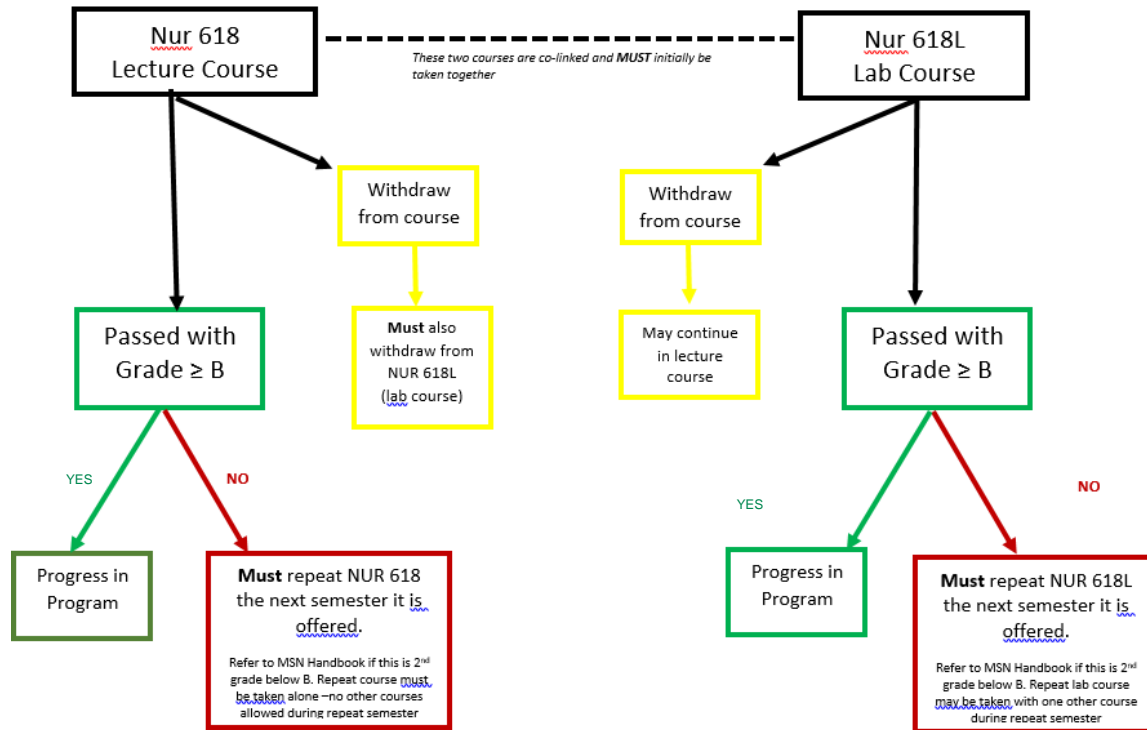 Nur 618
Lecture Course
These two courses are co-linked and MUST initially be
taken together
Nur 618L
Lab Course
Withdraw
from course
Withdraw
from course
Passed with
Grade ≥ B
Must also
withdraw from
NUR 618L
(lab course)
May continue
in lecture
course
Passed with
Grade ≥ B
YES
NO
YES
NO
Progress in
Program
Must repeat NUR 618
the next semester it is
offered.
Refer to MSN Handbook if this is 2nd
grade below B. Repeat course must
be taken alone –no other courses
allowed during repeat semester
Progress in
Program
Must repeat NUR 618L
the next semester it is
offered.
Refer to MSN Handbook if this is 2nd
grade below B. Repeat lab course
may be taken with one other course
during repeat semester